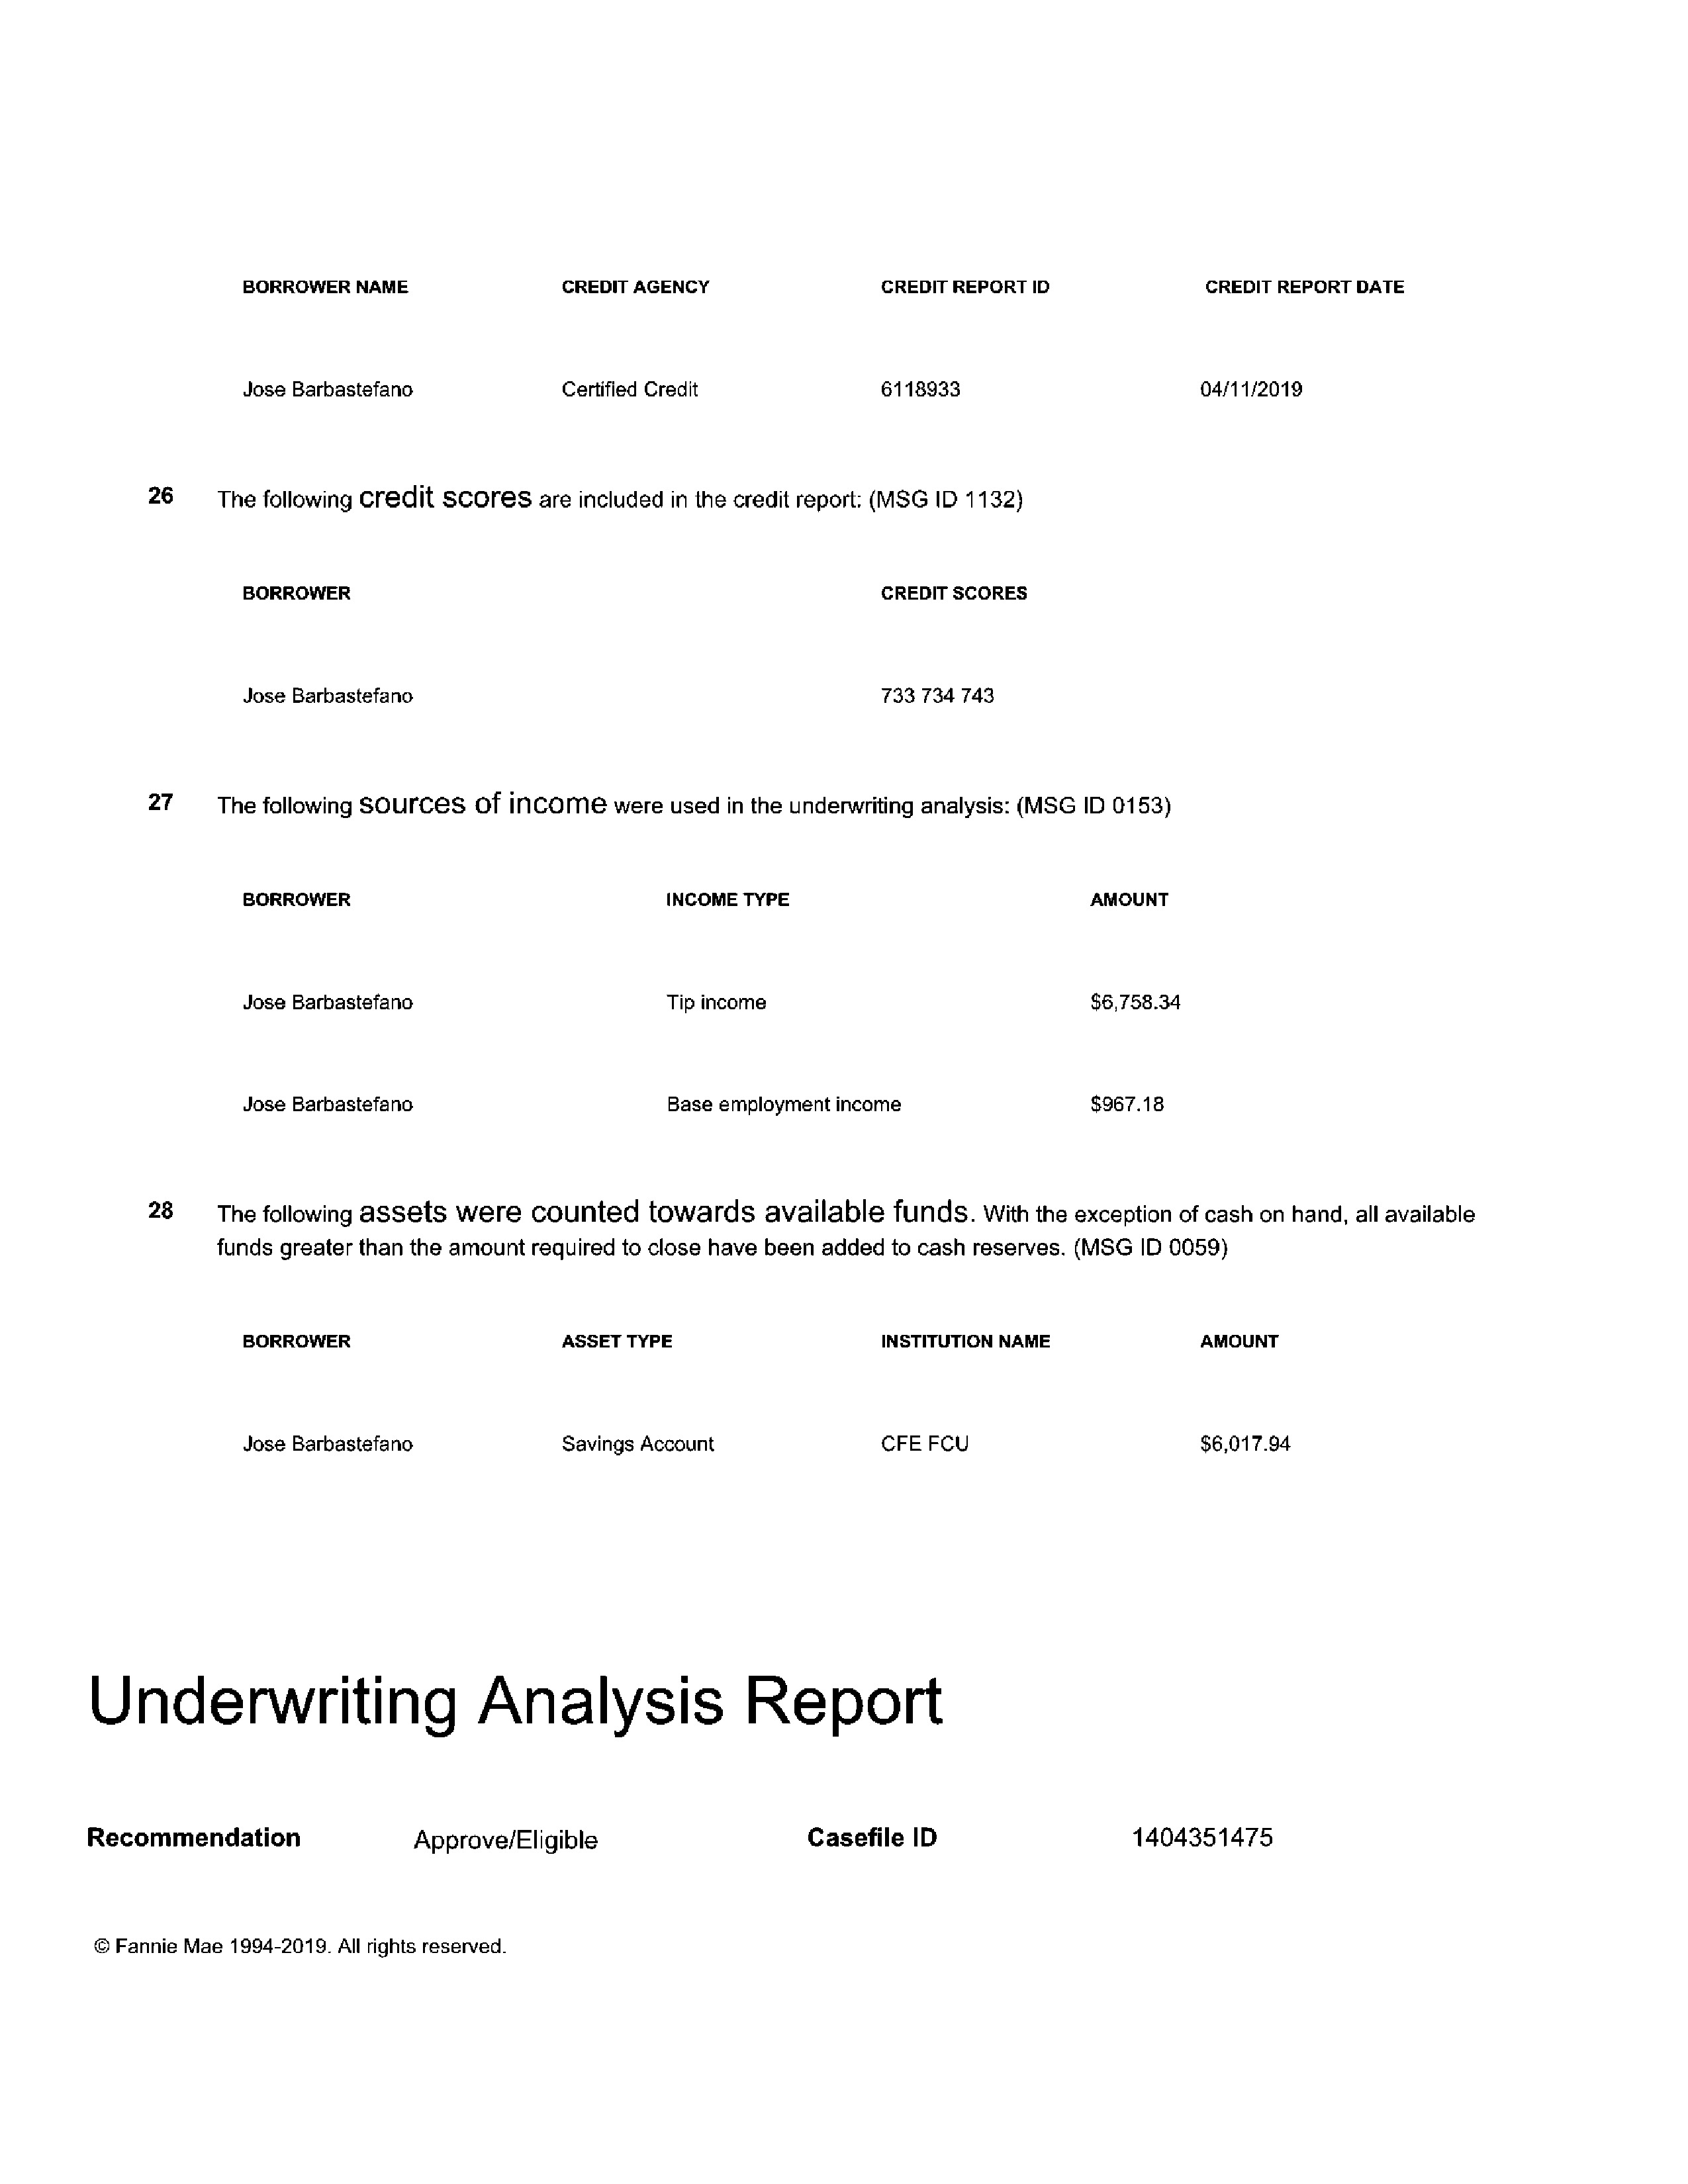 BORROWER NAME CREDIT AGENCY CREDIT REPORT ID CREDIT REPORT DATE
Jose Barbastefano Certified Credit 6118933 04/11/2019
26 The following credit scores are included in the credit report: (MSG ID 1132)
BORROWER CREDIT SCORES
Jose Barbastefano 733 734 743
27 The following sources of income were used in the underwriting analysis: (MSG ID 0153)
BORROWER INCOME TYPE AMOUNT
Jose Barbastefano Tip income $6,758.34
Jose Barbastefano Base employment income $967.18
28 The following assets were counted towards available funds. With the exception of cash on hand, all available
funds greater than the amount required to close have been added to cash reserves. (MSG ID 0059)
BORROWER ASSET TYPE INSTITUTION NAME AMOUNT
Jose Barbastefano Savings Account CFE FCU $6,017.94
Underwriting Analysis Report
Recommendation Approve/Eligible Casefile ID 1404351475
© Fannie Mae 1994-2019. All rights reserved.